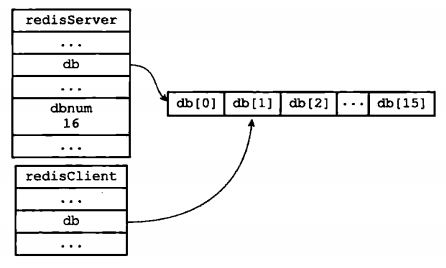 redisServer
...
db
...
dbnum
16
...
db[0] db[1] db[2] ... db[15]
redisClient
...
db
...